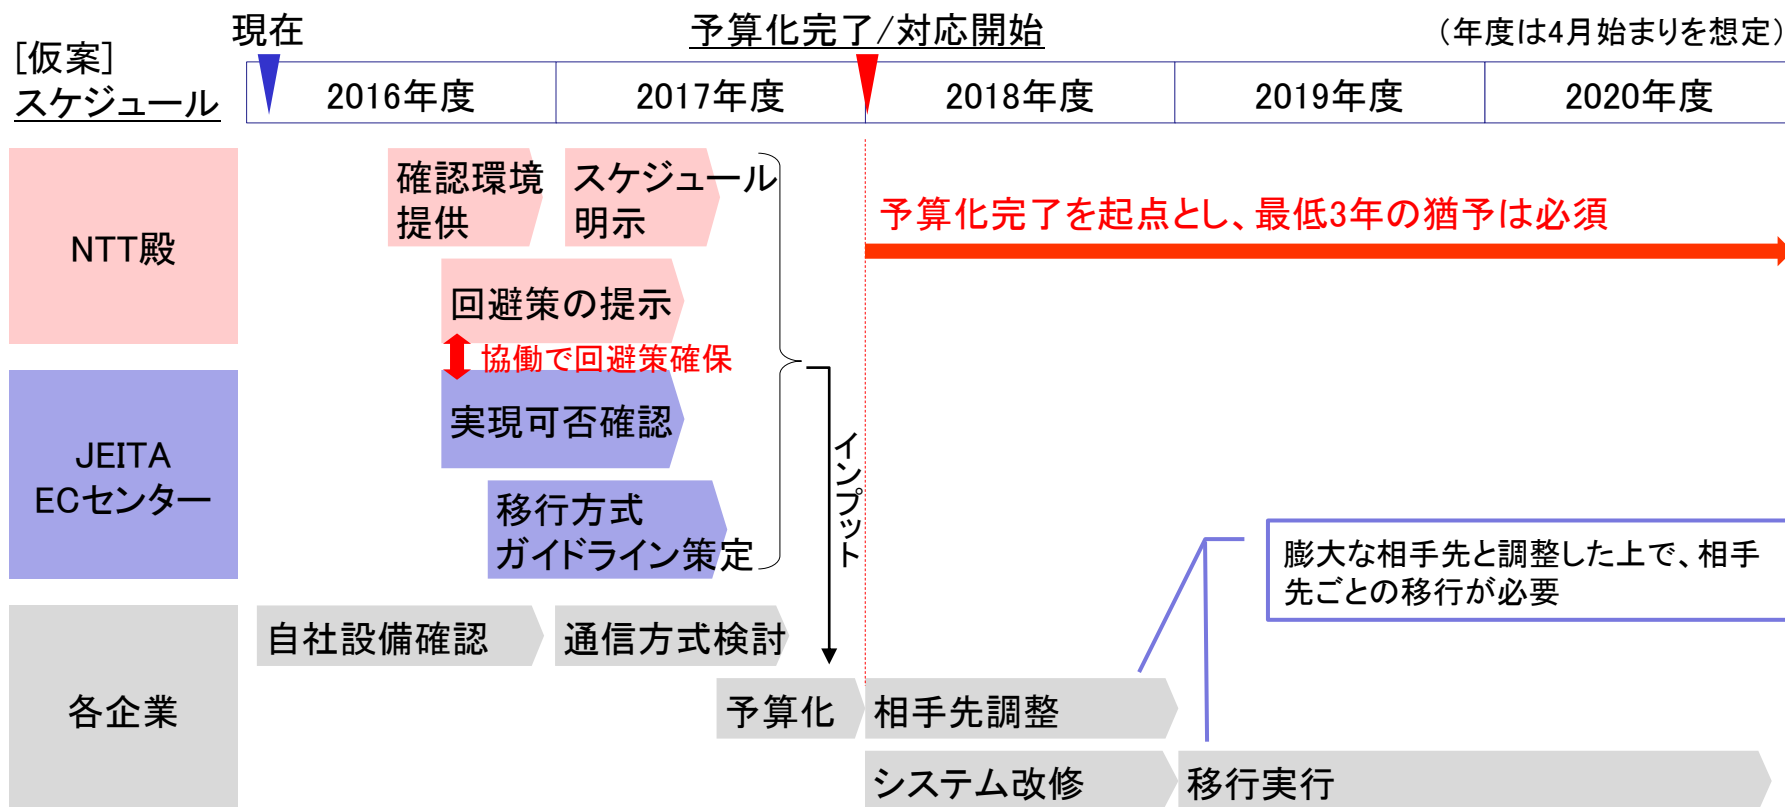 現在
予算化完了/対応開始
(年度は4月始まりを想定)
[仮案]
スケジュール
2016年度
2017年度
2018年度
2019年度
2020年度
NTT殿
確認環境
提供
スケジュール
明示
予算化完了を起点とし、最低3年の猶予は必須
回避策の提示
協働で回避策確保
JEITA
ECセンター
実現可否確認
移行方式
ガイドライン策定
インプット
膨大な相手先と調整した上で、相手
先ごとの移行が必要
各企業
自社設備確認
通信方式検討
予算化
相手先調整
システム改修
移行実行